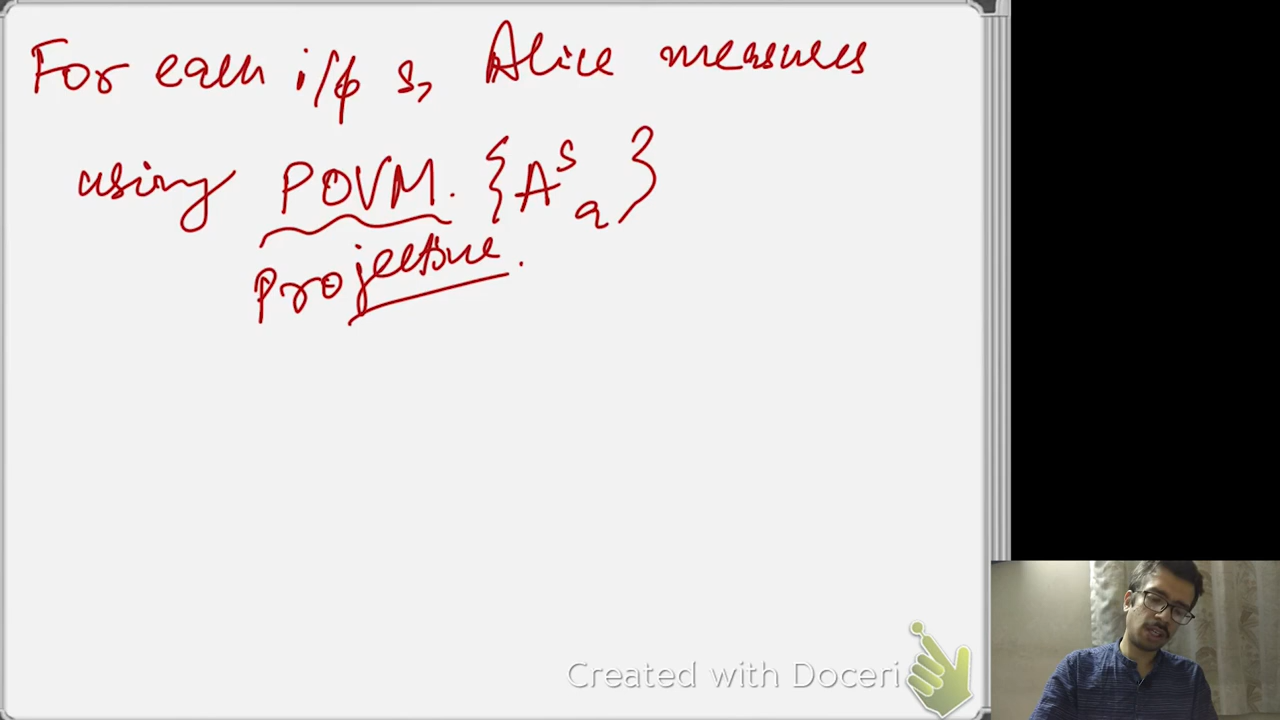 For each i/p s, Alice measures
using POVM. {A^s_a}
Projective.
Created with Doceri